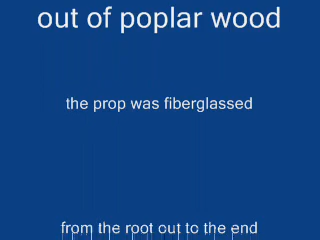 out of poplar wood
the prop was fiberglassed
from the root out to the end